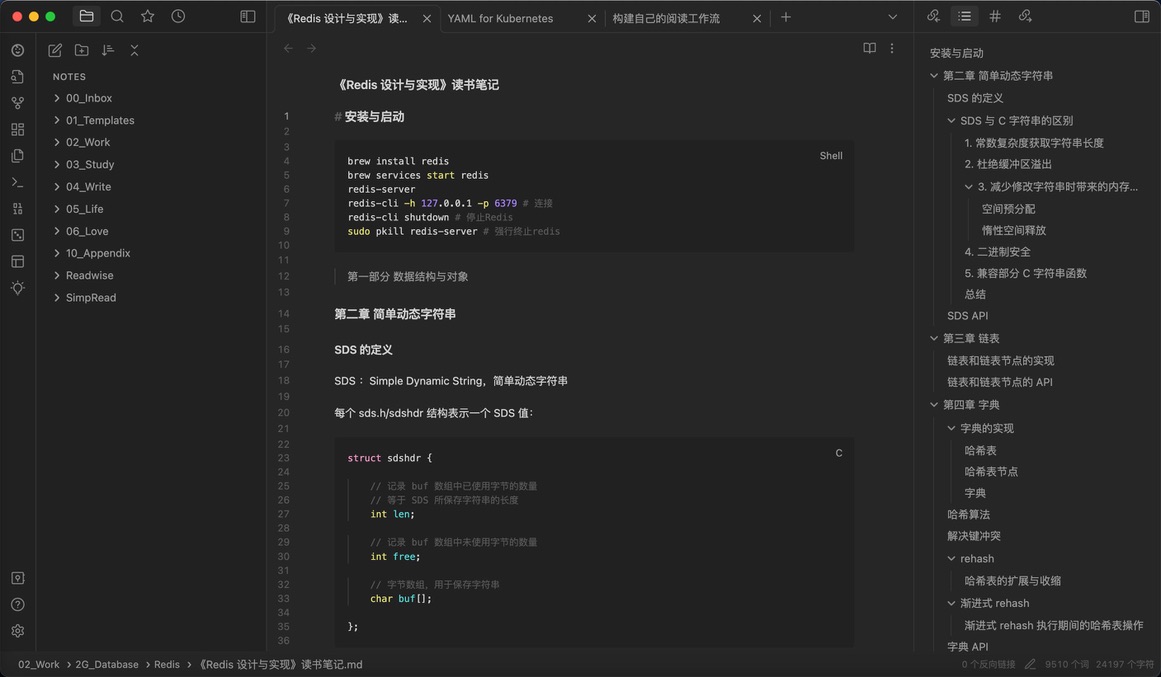 《Redis 设计与实现》读...
YAML for Kubernetes
构建自己的阅读工作流
NOTES
00_Inbox
01_Templates
02_Work
03_Study
04_Write
05_Life
06_Love
10_Appendix
Readwise
SimpRead
《Redis 设计与实现》读书笔记
1 # 安装与启动
2
3
4 brew install redis
Shell
5 brew services start redis
6 redis-server
7 redis-cli -h 127.0.0.1 -p 6379 # 连接
8 redis-cli shutdown # 停止Redis
9 sudo pkill redis-server # 强行终止redis
10
11
12 第一部分 数据结构与对象
13
14 第二章 简单动态字符串
15
16 SDS 的定义
17
18 SDS ：Simple Dynamic String，简单动态字符串
19
20 每个 sds.h/sdshdr 结构表示一个 SDS 值：
21
22
23 struct sdshdr {
C
24
25 // 记录 buf 数组中已使用字节的数量
26 // 等于 SDS 所保存字符串的长度
27 int len;
28
29 // 记录 buf 数组中未使用字节的数量
30 int free;
31
32 // 字节数组，用于保存字符串
33 char buf[];
34
35 };
36
安装与启动
第二章 简单动态字符串
SDS 的定义
SDS 与 C 字符串的区别
1. 常数复杂度获取字符串长度
2. 杜绝缓冲区溢出
3. 减少修改字符串时带来的内存...
空间预分配
惰性空间释放
4. 二进制安全
5. 兼容部分 C 字符串函数
总结
SDS API
第三章 链表
链表和链表节点的实现
链表和链表节点的 API
第四章 字典
字典的实现
哈希表
哈希表节点
字典
哈希算法
解决键冲突
rehash
哈希表的扩展与收缩
渐进式 rehash
渐进式 rehash 执行期间的哈希表操作
字典 API
02_Work > 2G_Database > Redis > 《Redis 设计与实现》读书笔记.md
0 个反向链接 9510 个词 24197 个字符